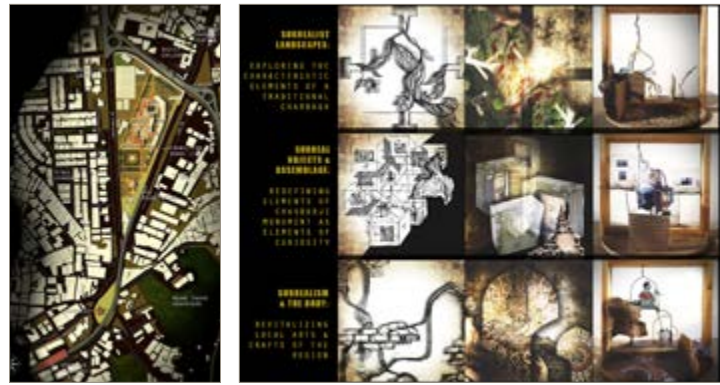 SURREALIST
LANDSCAPES:
EXPLORING THE
CHARACTERISTIC
ELEMENTS OF A
TRADITIONAL
CHARBAGH
SURREAL
OBJECTS &
ASSEMBLAGE:
REDEFINING
ELEMENTS OF
CHAUBURJI
MONUMENT AS
ELEMENTS OF
CURIOSITY
SURREALISM
& THE BODY:
REVITALIZING
LOCAL ARTS &
CRAFTS OF THE
REGION